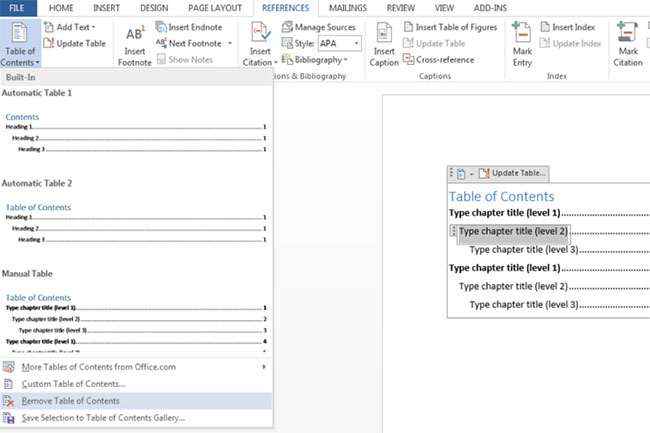 FILE HOME INSERT DESIGN PAGE LAYOUT REFERENCES MAILINGS REVIEW VIEW ADD-INS
Table of Contents
Add Text
Update Table
AB1
Insert Footnote
Insert Endnote
Next Footnote
Show Notes
Insert Citation
Manage Sources
Style: APA
Bibliography
Insert Caption
Insert Table of Figures
Update Table
Cross-reference
Mark Entry
Insert Index
Update Index
Mark Citation
ns & Bibliography Captions Index
Built-In
Automatic Table 1
Contents
Heading 1 1
Heading 2 1
Heading 3 1
Automatic Table 2
Table of Contents
Heading 1 1
Heading 2 1
Heading 3 1
Manual Table
Table of Contents
Type chapter title (level 1) 1
Type chapter title (level 2) 2
Type chapter title (level 3) 3
Type chapter title (level 1) 4
More Tables of Contents from Office.com
Custom Table of Contents...
Remove Table of Contents
Save Selection to Table of Contents Gallery...
Update Table...
Table of Contents
Type chapter title (level 1)
Type chapter title (level 2)
Type chapter title (level 3)
Type chapter title (level 1)
Type chapter title (level 2)
Type chapter title (level 3)